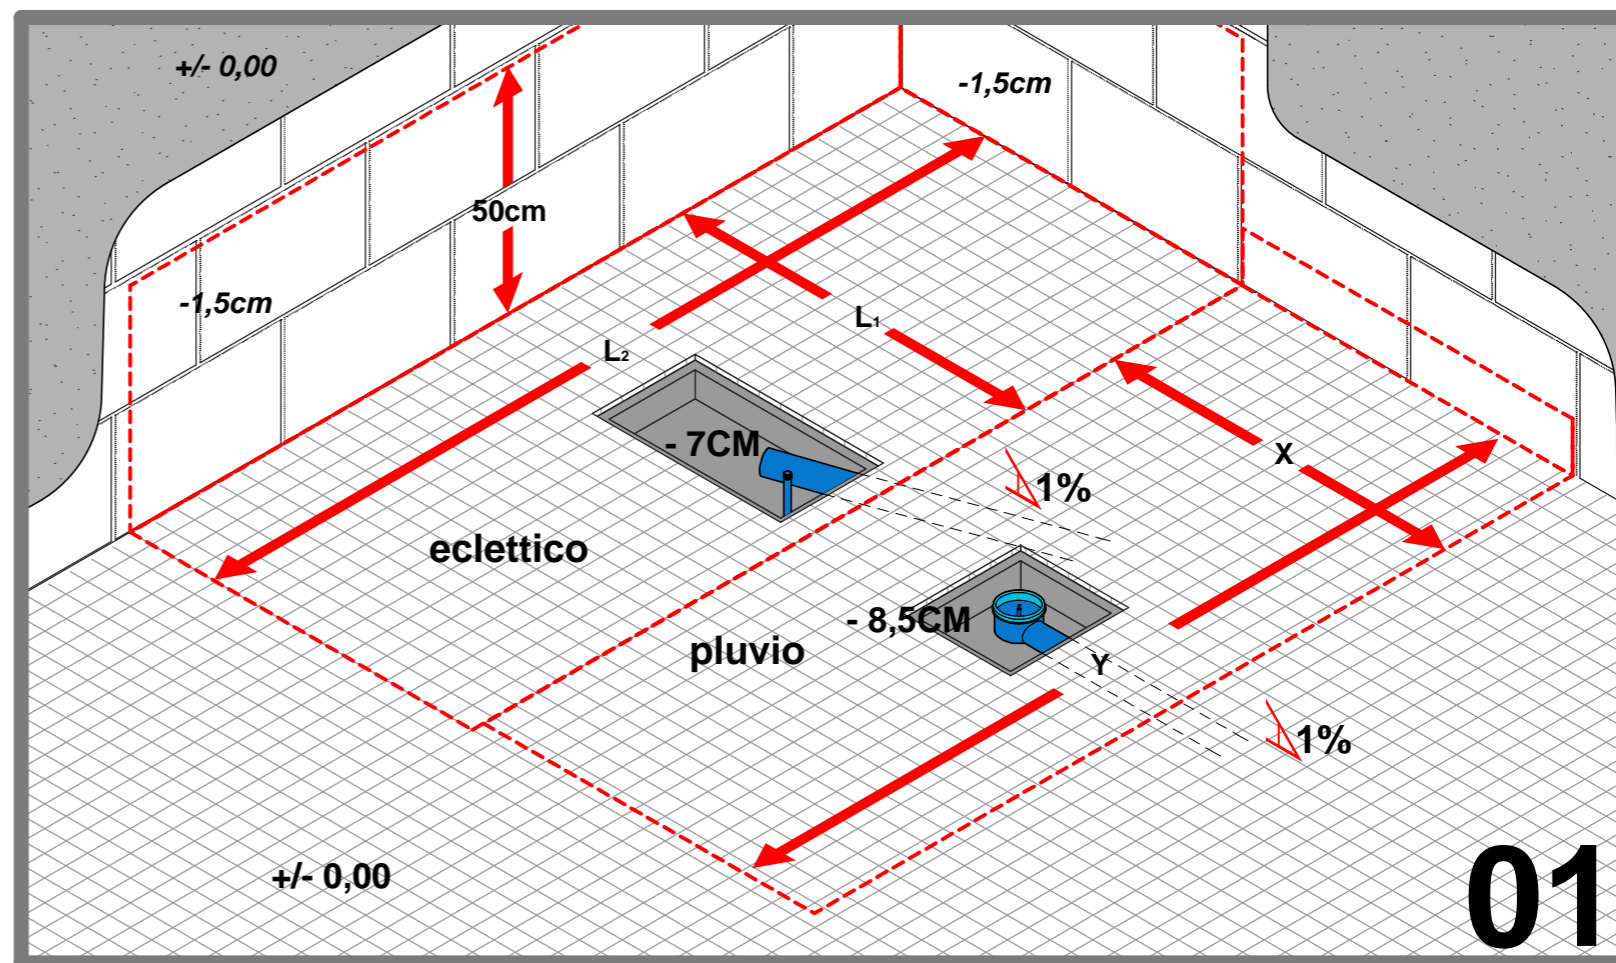 +/- 0,00
-1,5cm
50cm
-1,5cm
L₁
L₂
- 7CM
X
1%
eclettico
- 8,5CM
pluvio
Y
1%
+/- 0,00
01